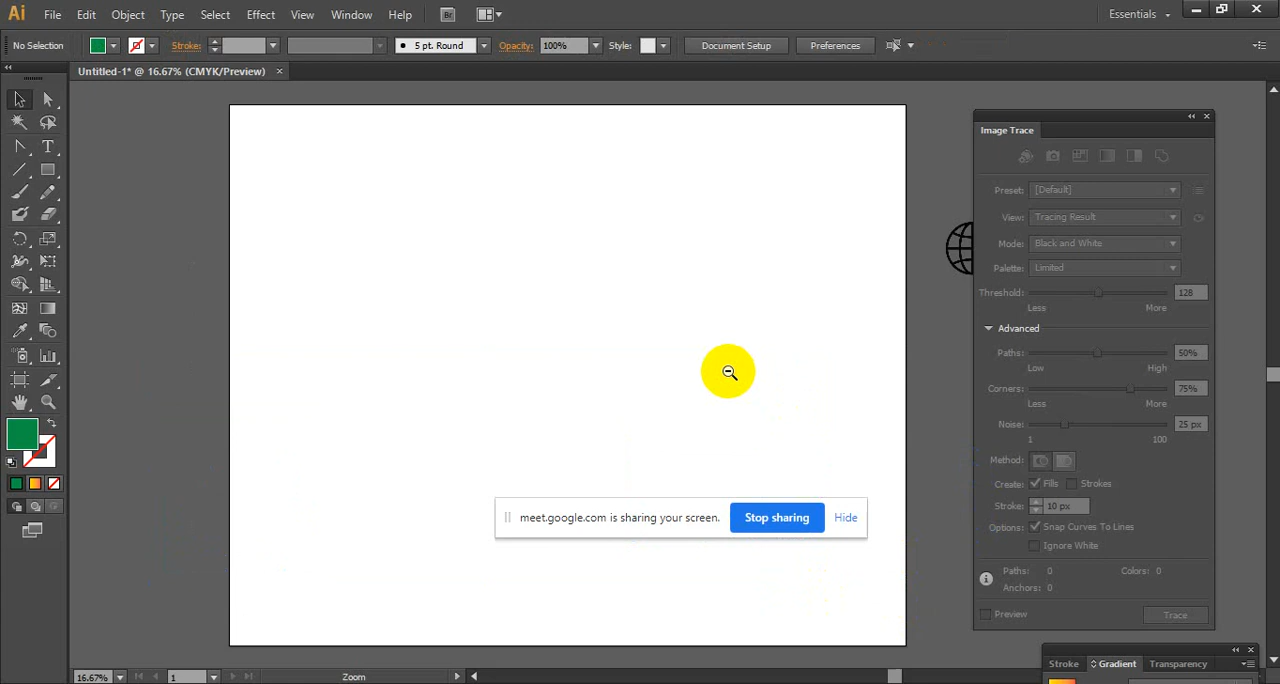 Ai File Edit Object Type Select Effect View Window Help Br Essentials
No Selection Stroke: 5 pt. Round Opacity: 100% Style: Document Setup Preferences
Untitled-1* @ 16.67% (CMYK/Preview) ×
Image Trace
Preset: [Default]
View: Tracing Result
Mode: Black and White
Palette: Limited
Threshold: 128
Less More
Advanced
Paths: 50%
Low High
Corners: 75%
Less More
Noise: 25 px
1 100
Method:
Create: Fills Strokes
Stroke: 10 px
Options: Snap Curves To Lines
Ignore White
Paths: 0 Colors: 0
Anchors: 0
Preview Trace
meet.google.com is sharing your screen. Stop sharing Hide
Stroke Gradient Transparency
16.67% 1 Zoom